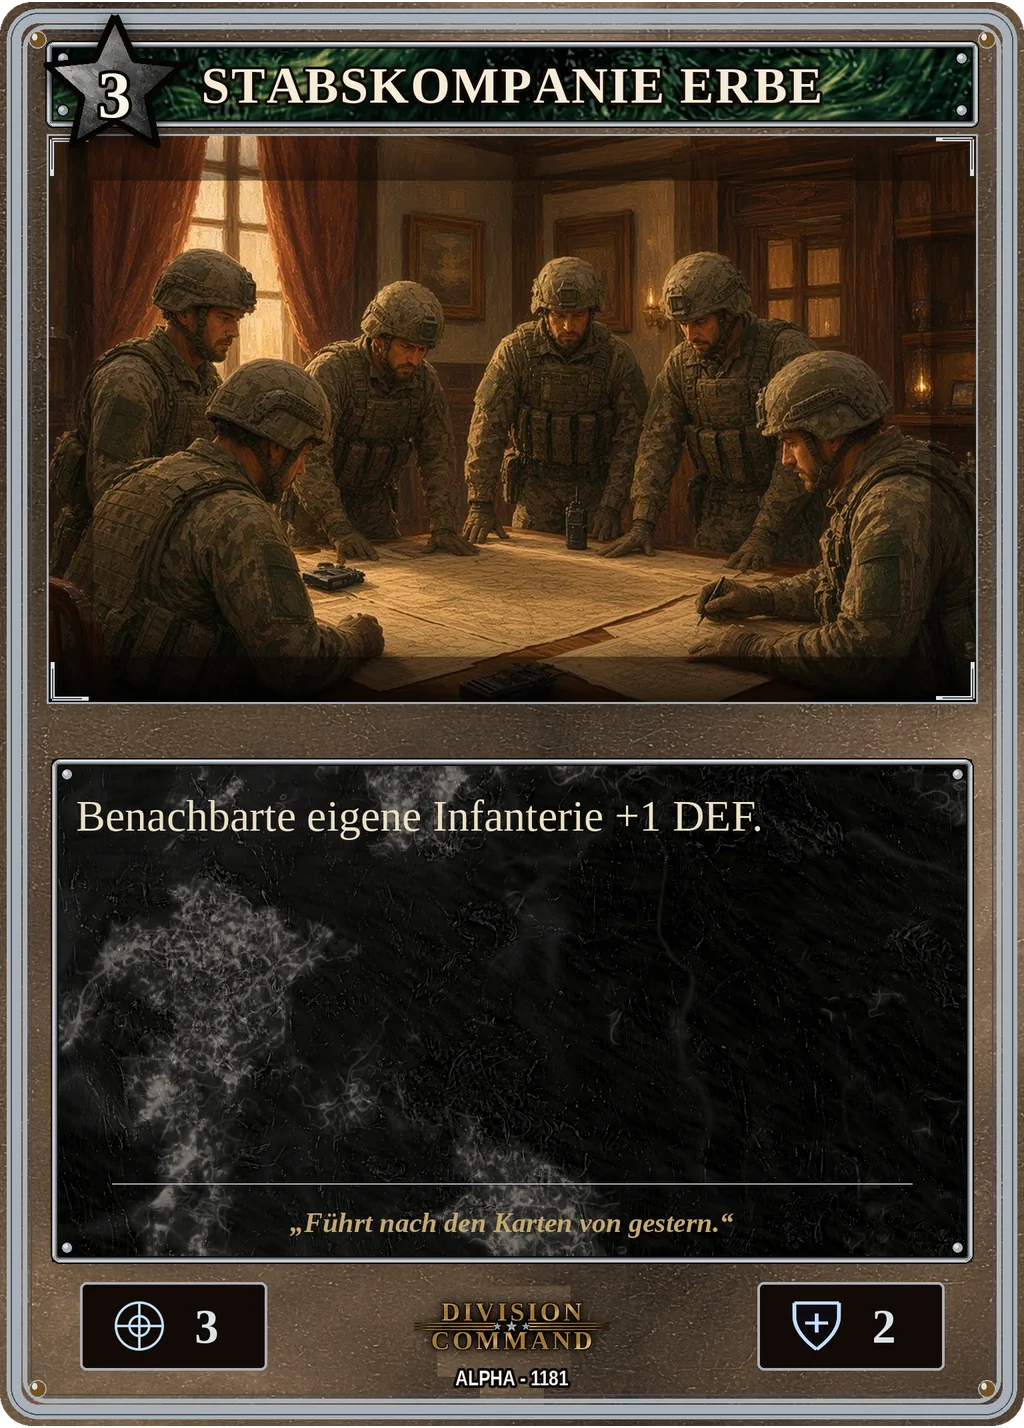 3
STABSKOMPANIE ERBE
Benachbarte eigene Infanterie +1 DEF.
„Führt nach den Karten von gestern.“
3
DIVISION
COMMAND
2
ALPHA - 1181